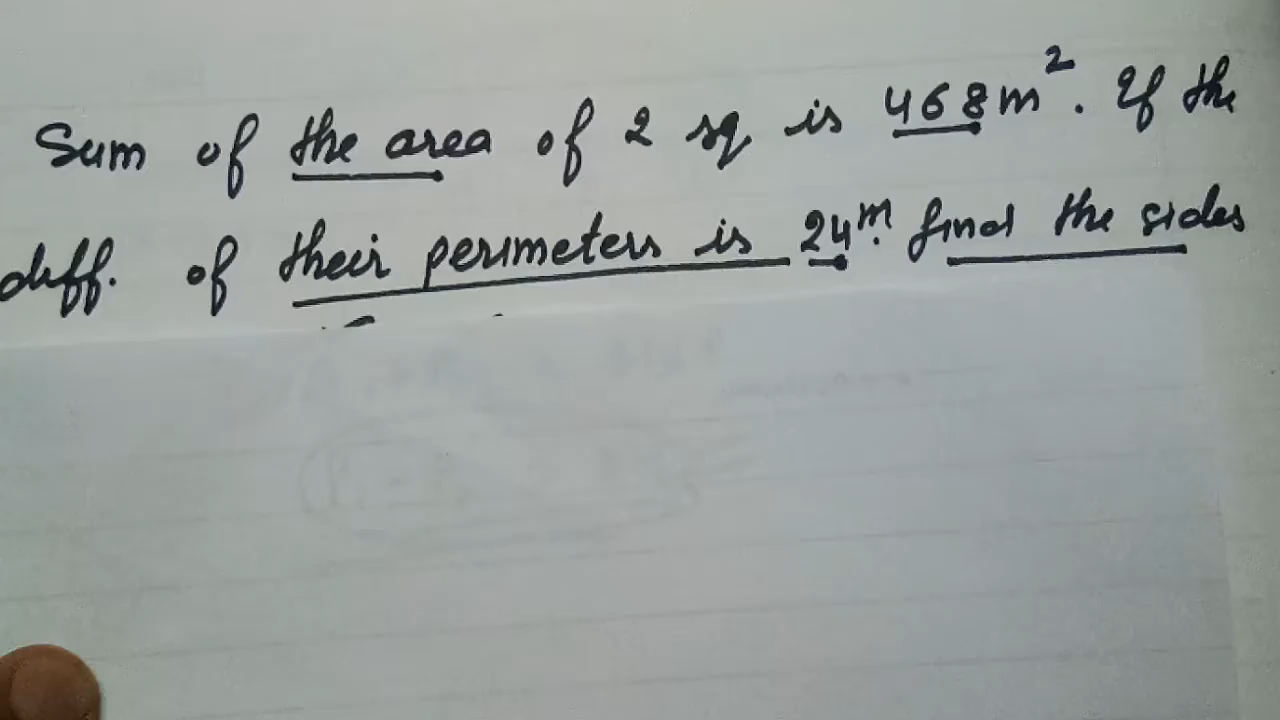 Sum of the area of 2 sq is 468m². If the
diff. of their perimeters is 24m. find the sides